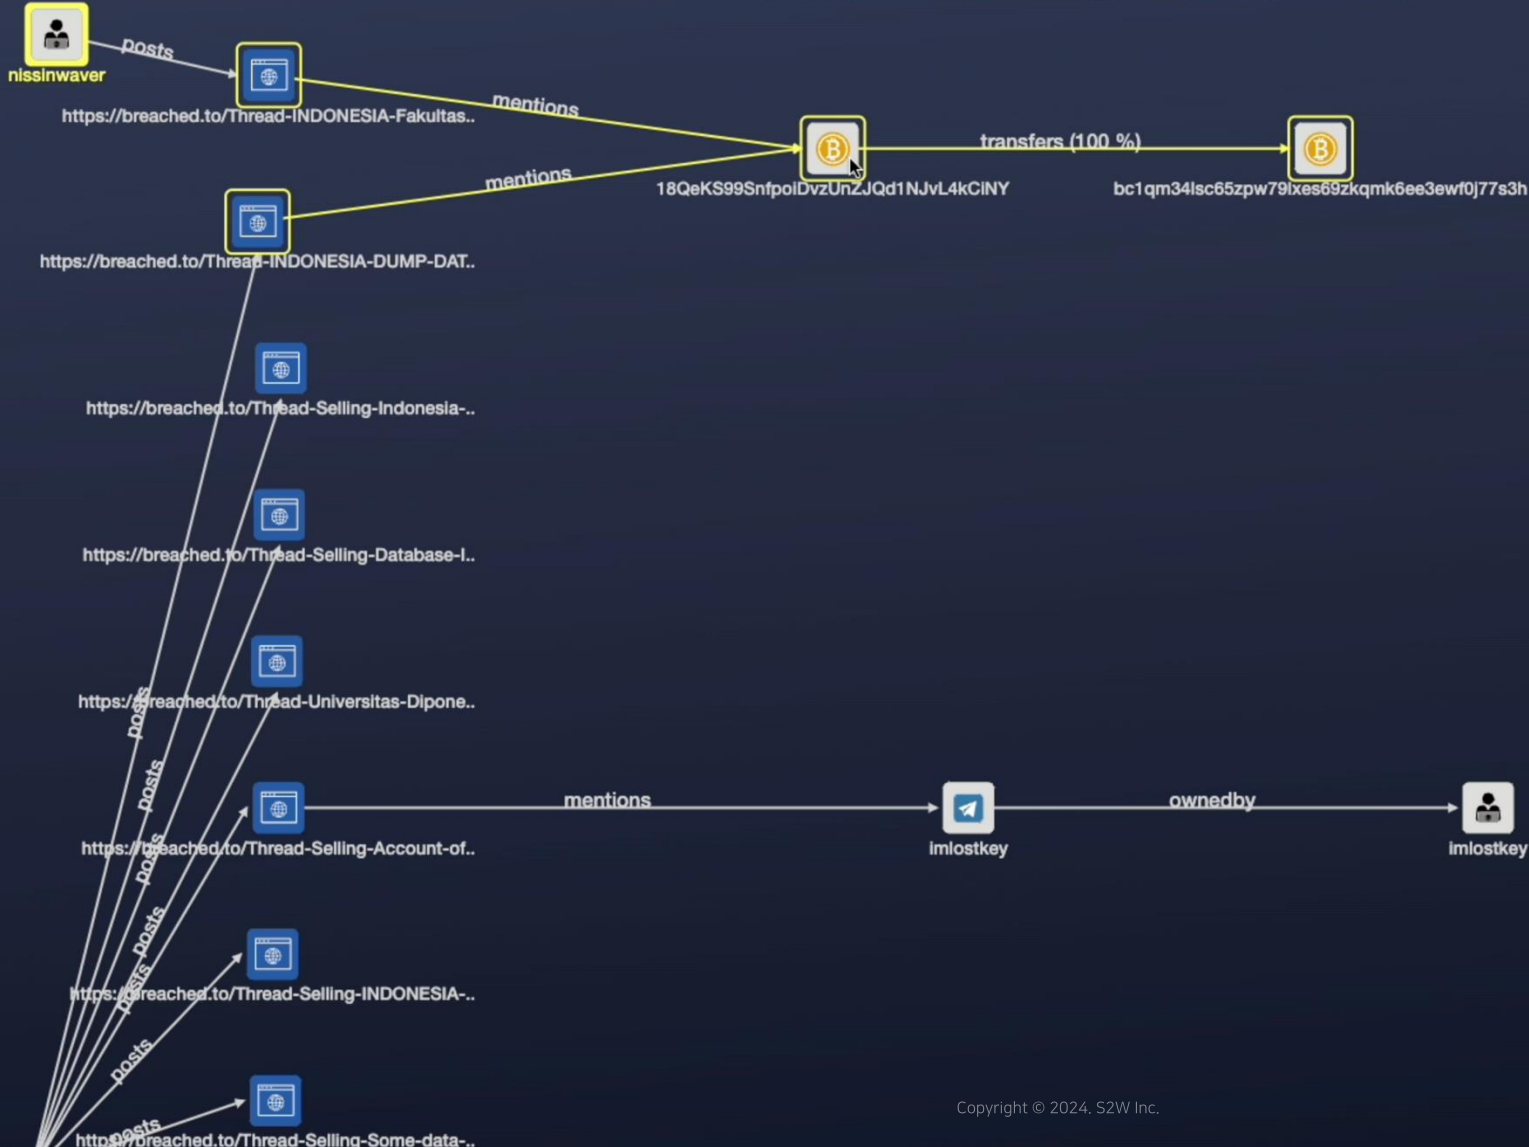 posts
nissinwaver
https://breached.to/Thread-INDONESIA-Fakultas..
mentions
transfers (100 %)
mentions
18QeKS99SnfpoiDvzUnZJQd1NJvL4kCiNY
bc1qm34lsc65zpw79lxes69zkqmk6ee3ewf0j77s3h
https://breached.to/Thread-INDONESIA-DUMP-DAT..
https://breached.to/Thread-Selling-Indonesia-..
https://breached.to/Thread-Selling-Database-I..
https://breached.to/Thread-Universitas-Dipone..
posts
posts
mentions
ownedby
https://breached.to/Thread-Selling-Account-of..
imlostkey
imlostkey
posts
posts
posts
https://breached.to/Thread-Selling-INDONESIA-..
posts
posts
https://breached.to/Thread-Selling-Some-data-..
Copyright © 2024. S2W Inc.